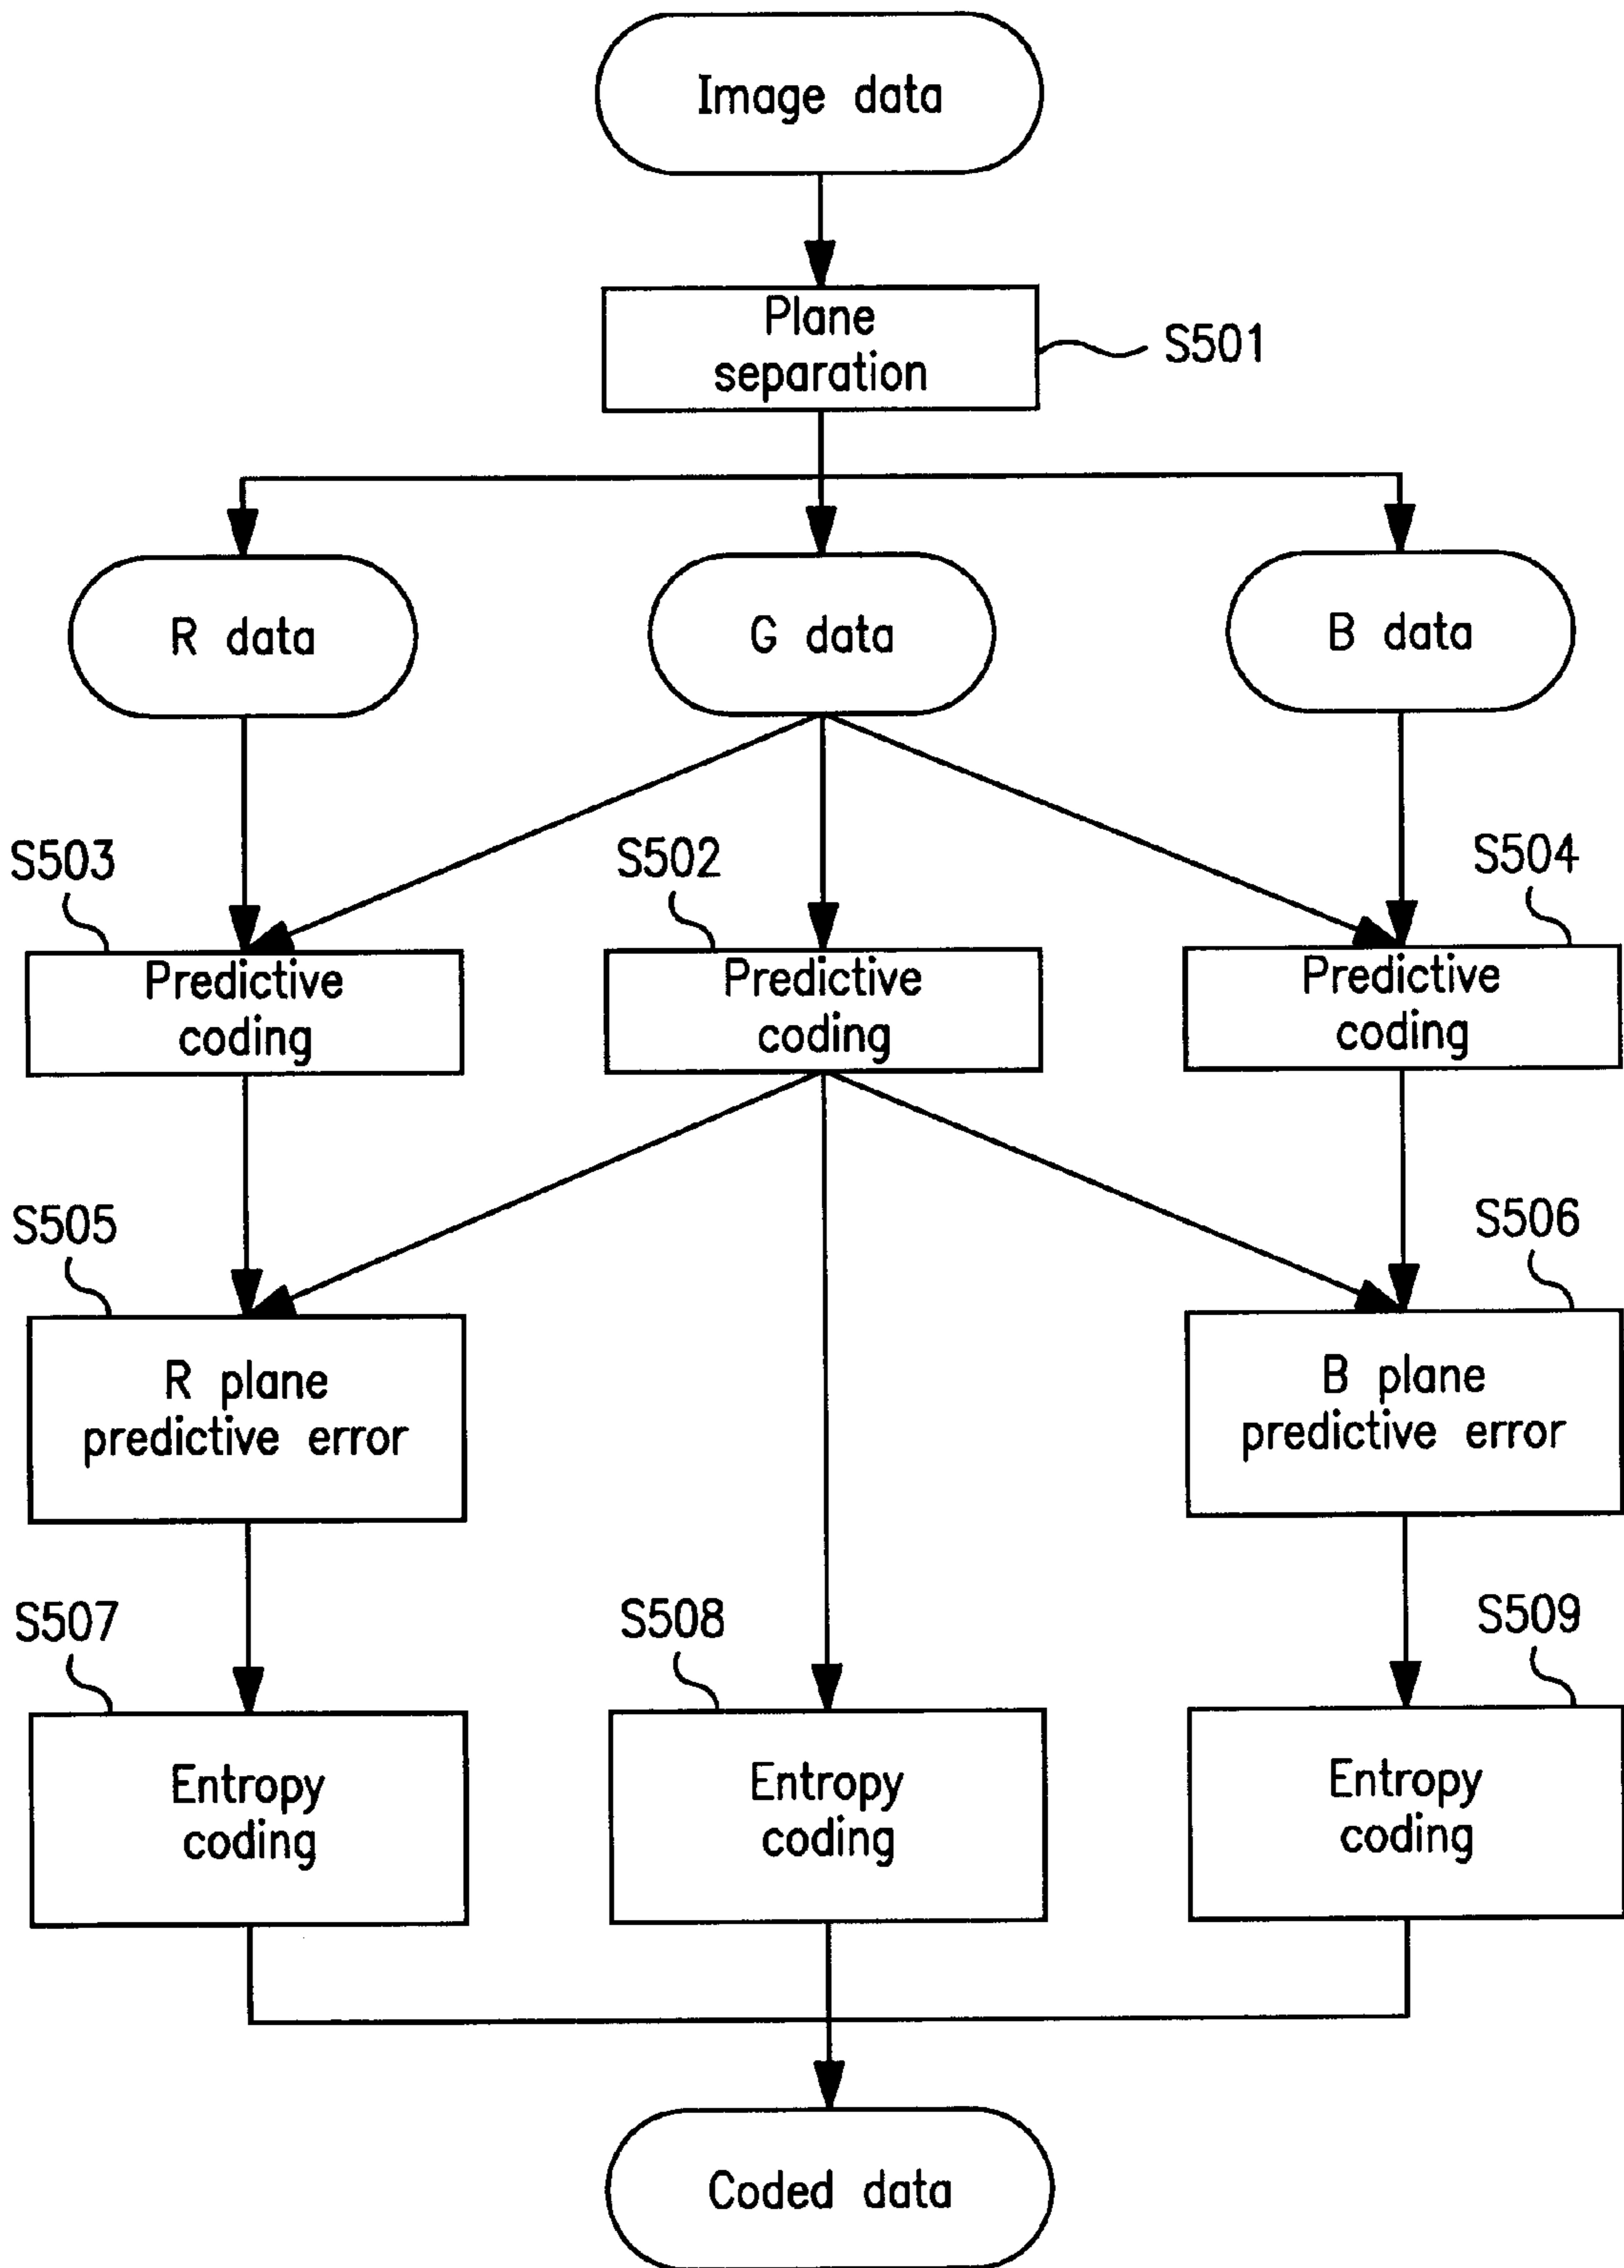 Image data
Plane
separation
S501
R data
G data
B data
S503
S502
S504
Predictive
coding
Predictive
coding
Predictive
coding
S505
S506
R plane
predictive error
B plane
predictive error
S507
S508
S509
Entropy
coding
Entropy
coding
Entropy
coding
Coded data